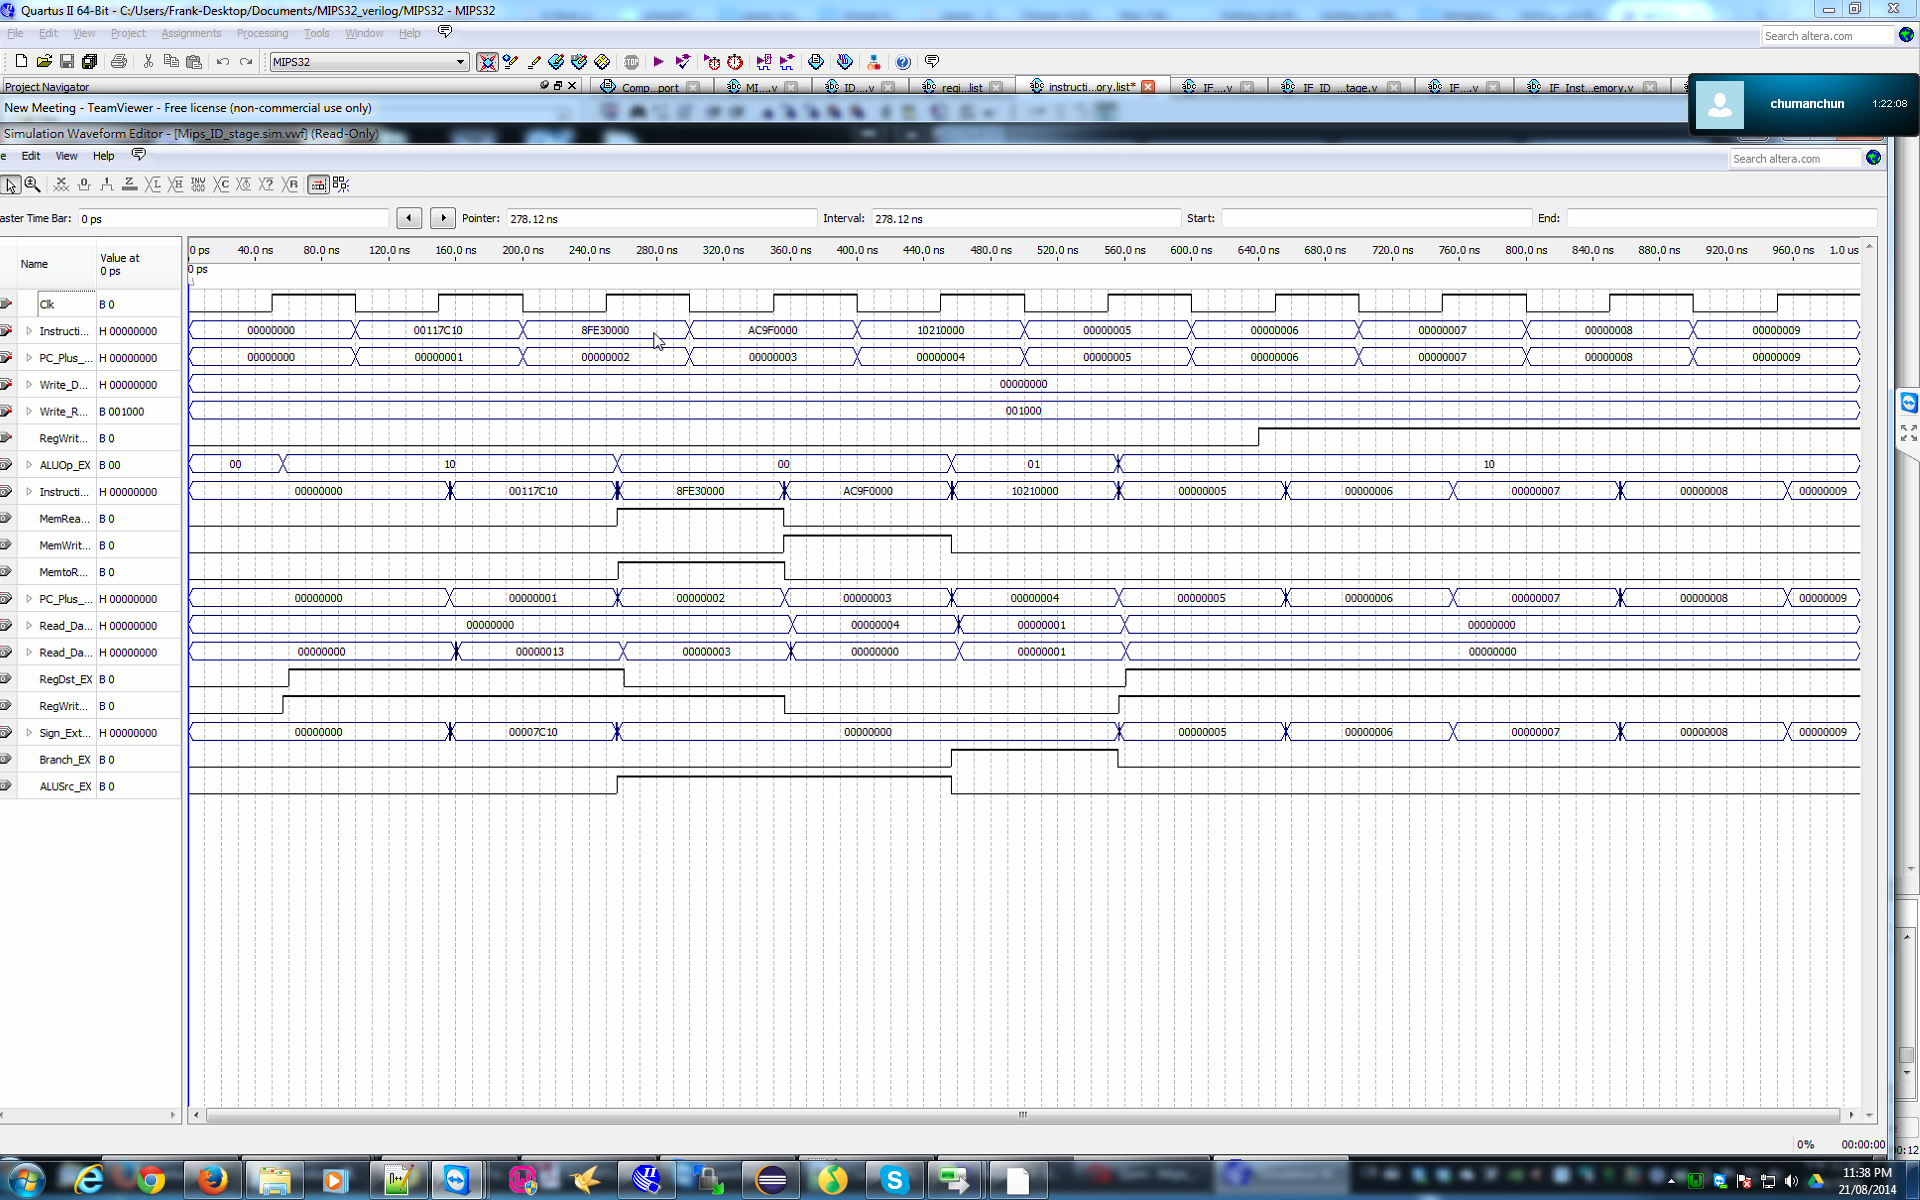 Quartus II 64-Bit - C:/Users/Frank-Desktop/Documents/MIPS32_verilog/MIPS32 - MIPS32
File Edit View Project Assignments Processing Tools Window Help
Search altera.com
MIPS32
Project Navigator
Comp...port MI....v ID....v regi...list instructi...ory.list* IF....v IF_ID ...tage.v IF....v IF_Inst...emory.v
New Meeting - TeamViewer - Free license (non-commercial use only)
chumanchun 1:22:08
Simulation Waveform Editor - [Mips_ID_stage.sim.vwf] (Read-Only)
e Edit View Help
Search altera.com
aster Time Bar: 0 ps Pointer: 278.12 ns Interval: 278.12 ns Start: End:
Name Value at 0 ps
0 ps 40.0 ns 80.0 ns 120.0 ns 160.0 ns 200.0 ns 240.0 ns 280.0 ns 320.0 ns 360.0 ns 400.0 ns 440.0 ns 480.0 ns 520.0 ns 560.0 ns 600.0 ns 640.0 ns 680.0 ns 720.0 ns 760.0 ns 800.0 ns 840.0 ns 880.0 ns 920.0 ns 960.0 ns 1.0 us
0 ps
Clk B 0
Instructi... H 00000000 00000000 00117C10 8FE30000 AC9F0000 10210000 00000005 00000006 00000007 00000008 00000009
PC_Plus_... H 00000000 00000000 00000001 00000002 00000003 00000004 00000005 00000006 00000007 00000008 00000009
Write_D... H 00000000 00000000
Write_R... B 001000 001000
RegWrit... B 0
ALUOp_EX B 00 00 10 00 01 10
Instructi... H 00000000 00000000 00117C10 8FE30000 AC9F0000 10210000 00000005 00000006 00000007 00000008 00000009
MemRea... B 0
MemWrit... B 0
MemtoR... B 0
PC_Plus_... H 00000000 00000000 00000001 00000002 00000003 00000004 00000005 00000006 00000007 00000008 00000009
Read_Da... H 00000000 00000000 00000004 00000001 00000000
Read_Da... H 00000000 00000000 00000013 00000003 00000000 00000001 00000000
RegDst_EX B 0
RegWrit... B 0
Sign_Ext... H 00000000 00000000 00007C10 00000000 00000005 00000006 00000007 00000008 00000009
Branch_EX B 0
ALUSrc_EX B 0
0% 00:00:00
0:12
11:38 PM
21/08/2014